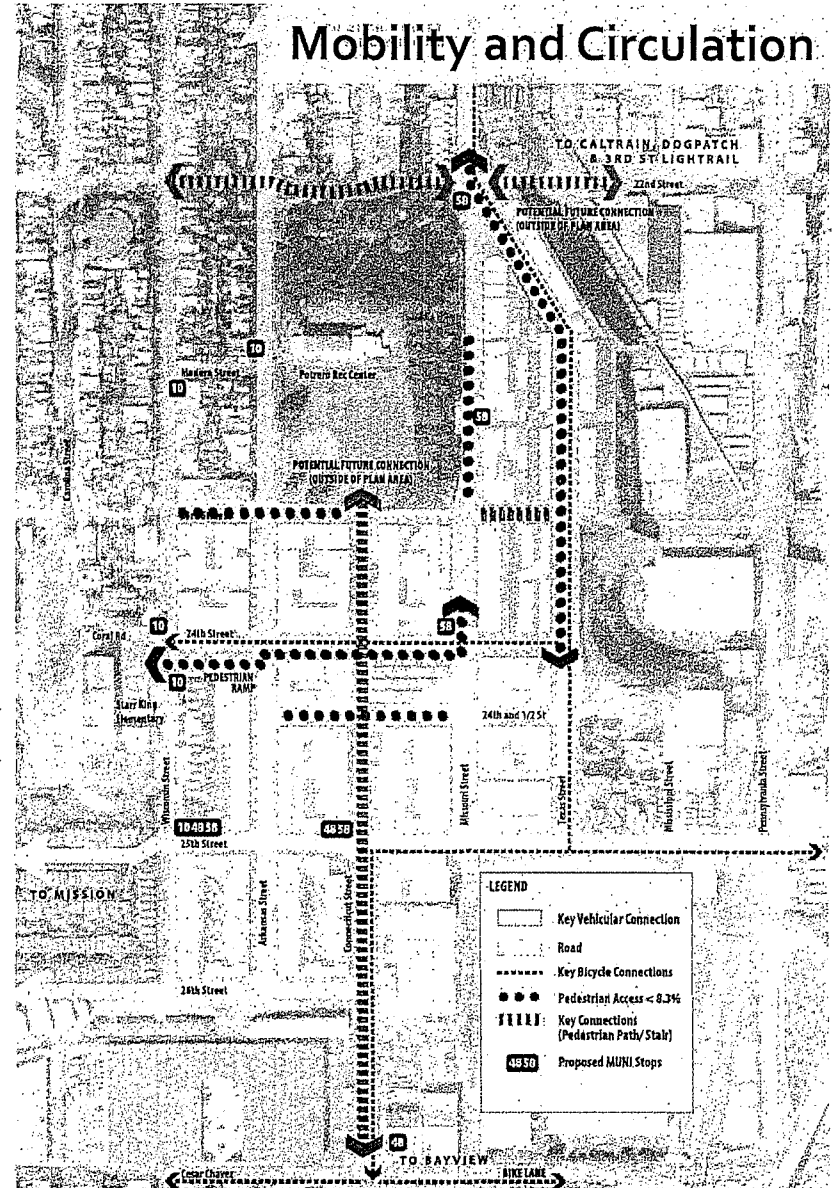 Mobility and Circulation
TO CALTRAIN, DOGPATCH
& 3RD ST LIGHTRAIL
22nd Street
58
POTENTIAL FUTURE CONNECTION
(OUTSIDE OF PLAN AREA)
10
Madera Street
Potrero Rec Center
10
58
Carolina Street
POTENTIAL FUTURE CONNECTION
(OUTSIDE OF PLAN AREA)
10
58
Coral Rd
24th Street
10
PEDESTRIAN
RAMP
Starr King
Elementary
24th and 1/2 St
Wisconsin Street
Missouri Street
Texas Street
Mississippi Street
Pennsylvania Street
10 48 58
48 58
25th Street
TO MISSION
Arkansas Street
Connecticut Street
26th Street
LEGEND
Key Vehicular Connection
Road
Key Bicycle Connections
Pedestrian Access < 8.3%
Key Connections
(Pedestrian Path/ Stair)
48 58
Proposed MUNI Stops
48
TO BAYVIEW
Cesar Chavez
BIKE LANE